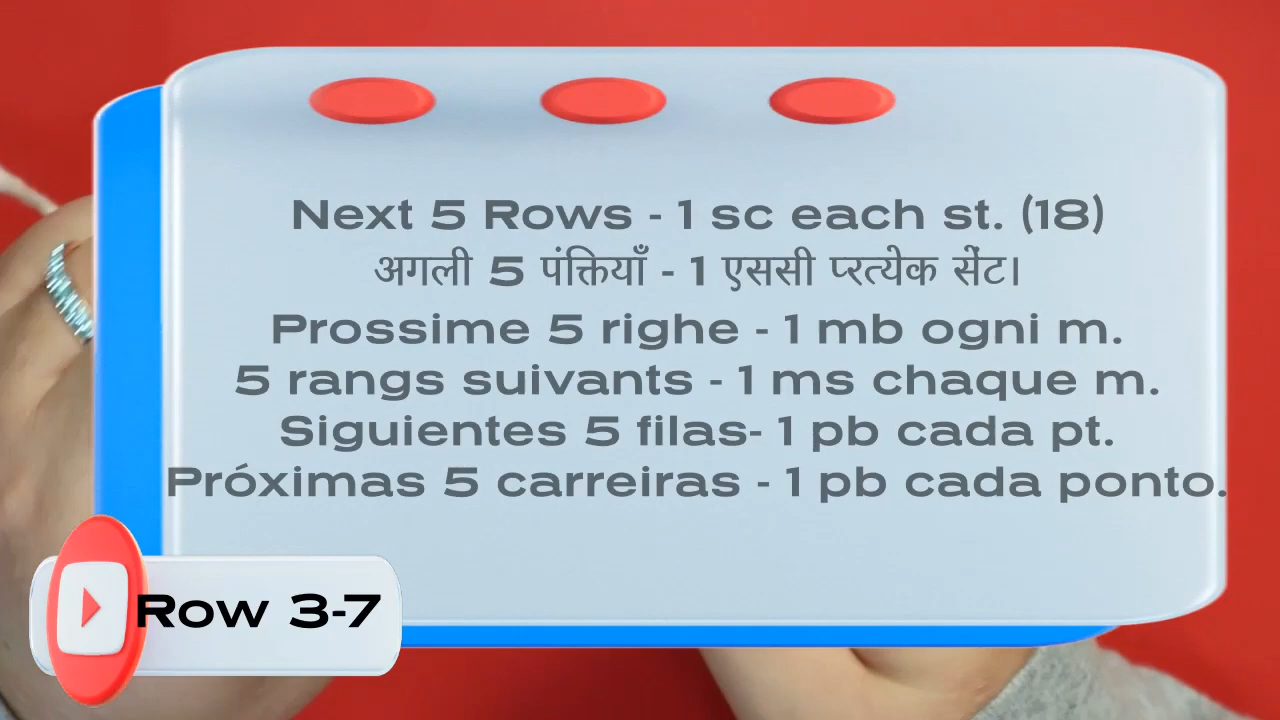 Next 5 Rows - 1 sc each st. (18)
अगली 5 पंक्तियाँ - 1 एससी प्रत्येक सेंट।
Prossime 5 righe - 1 mb ogni m.
5 rangs suivants - 1 ms chaque m.
Siguientes 5 filas- 1 pb cada pt.
Próximas 5 carreiras - 1 pb cada ponto.
Row 3-7